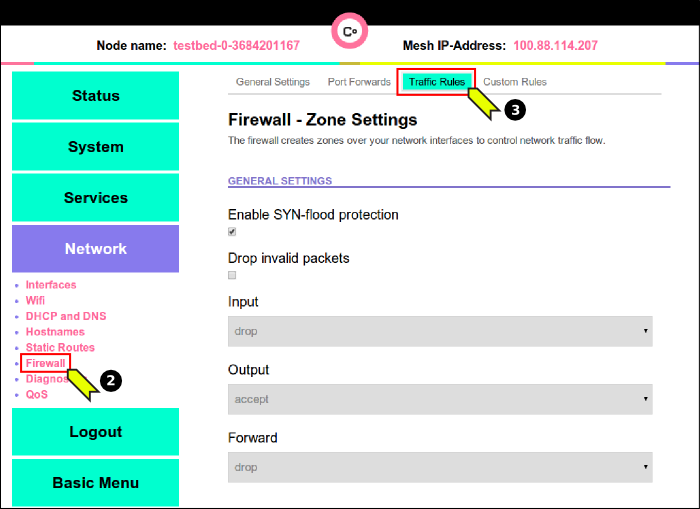 Co
Node name: testbed-0-3684201167
Mesh IP-Address: 100.88.114.207
Status
System
Services
Network
Interfaces
Wifi
DHCP and DNS
Hostnames
Static Routes
Firewall
2
Diagnos
QoS
Logout
Basic Menu
General Settings
Port Forwards
Traffic Rules
Custom Rules
3
Firewall - Zone Settings
The firewall creates zones over your network interfaces to control network traffic flow.
GENERAL SETTINGS
Enable SYN-flood protection
Drop invalid packets
Input
drop
Output
accept
Forward
drop